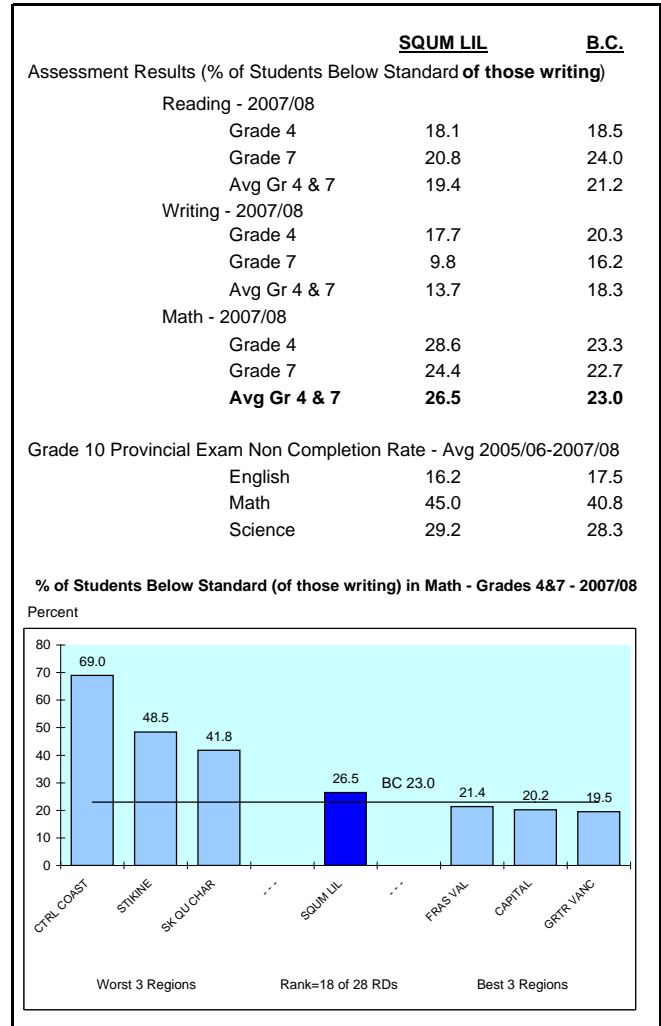 SQUM LIL B.C.
Assessment Results (% of Students Below Standard of those writing)
Reading - 2007/08
Grade 4 18.1 18.5
Grade 7 20.8 24.0
Avg Gr 4 & 7 19.4 21.2
Writing - 2007/08
Grade 4 17.7 20.3
Grade 7 9.8 16.2
Avg Gr 4 & 7 13.7 18.3
Math - 2007/08
Grade 4 28.6 23.3
Grade 7 24.4 22.7
Avg Gr 4 & 7 26.5 23.0
Grade 10 Provincial Exam Non Completion Rate - Avg 2005/06-2007/08
English 16.2 17.5
Math 45.0 40.8
Science 29.2 28.3
% of Students Below Standard (of those writing) in Math - Grades 4&7 - 2007/08
Percent
80
70
60
50
40
30
20
10
0
69.0
48.5
41.8
26.5
BC 23.0
21.4
20.2
19.5
CTRL COAST
STIKINE
SK QU CHAR
- - -
SQUM LIL
- - -
FRAS VAL
CAPITAL
GRTR VANC
Worst 3 Regions Rank=18 of 28 RDs Best 3 Regions